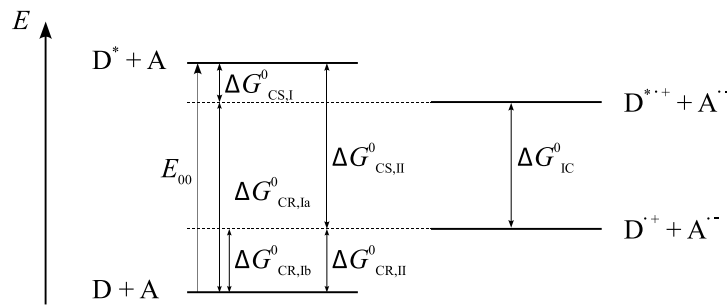 E
D* + A
ΔG⁰CS,I
D*·+ + A·-
E₀₀
ΔG⁰CS,II
ΔG⁰IC
ΔG⁰CR,Ia
D·+ + A·-
ΔG⁰CR,Ib
ΔG⁰CR,II
D + A